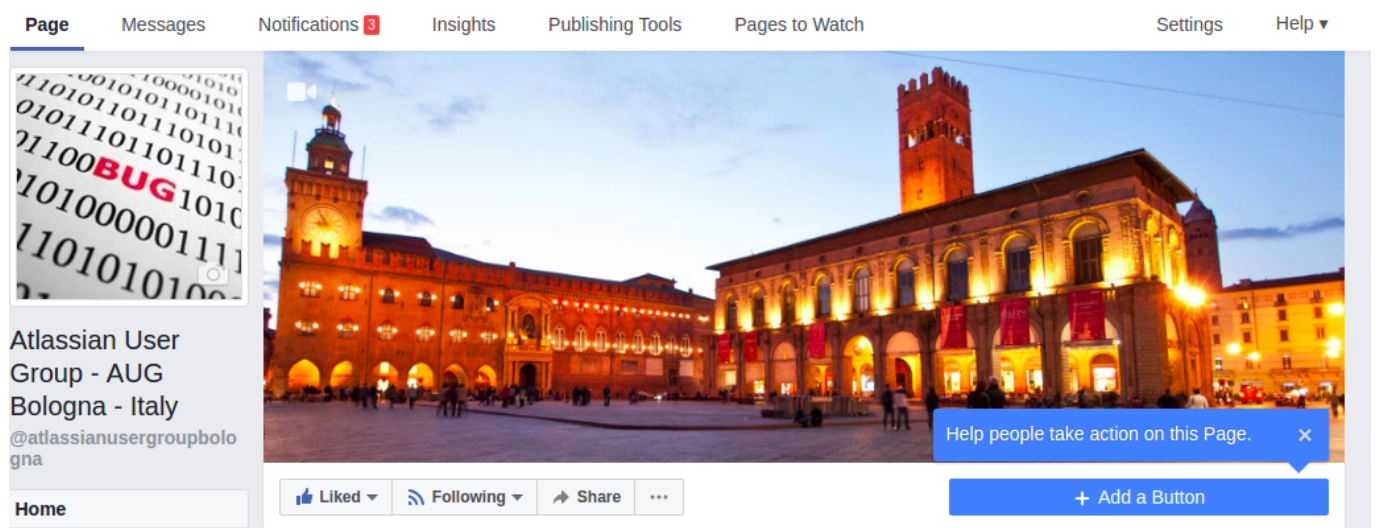 Page Messages Notifications 3 Insights Publishing Tools Pages to Watch Settings Help ▾
BUG
Atlassian User
Group - AUG
Bologna - Italy
@atlassianusergroupbolo
gna
Home
Help people take action on this Page. ×
Liked Following Share ...
+ Add a Button